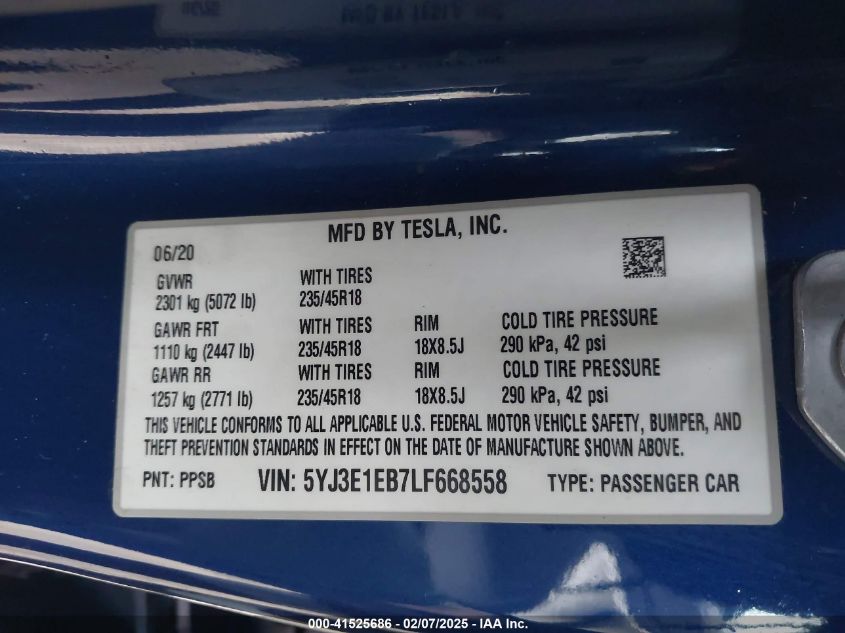 MFD BY TESLA, INC.
06/20
GVWR WITH TIRES
2301 kg (5072 lb) 235/45R18
GAWR FRT WITH TIRES RIM COLD TIRE PRESSURE
1110 kg (2447 lb) 235/45R18 18X8.5J 290 kPa, 42 psi
GAWR RR WITH TIRES RIM COLD TIRE PRESSURE
1257 kg (2771 lb) 235/45R18 18X8.5J 290 kPa, 42 psi
THIS VEHICLE CONFORMS TO ALL APPLICABLE U.S. FEDERAL MOTOR VEHICLE SAFETY, BUMPER, AND
THEFT PREVENTION STANDARDS IN EFFECT ON THE DATE OF MANUFACTURE SHOWN ABOVE.
PNT: PPSB VIN: 5YJ3E1EB7LF668558 TYPE: PASSENGER CAR
000-41525686 - 02/07/2025 - IAA Inc.